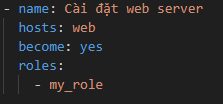 - name: Cài đặt web server
  hosts: web
  become: yes
  roles:
    - my_role